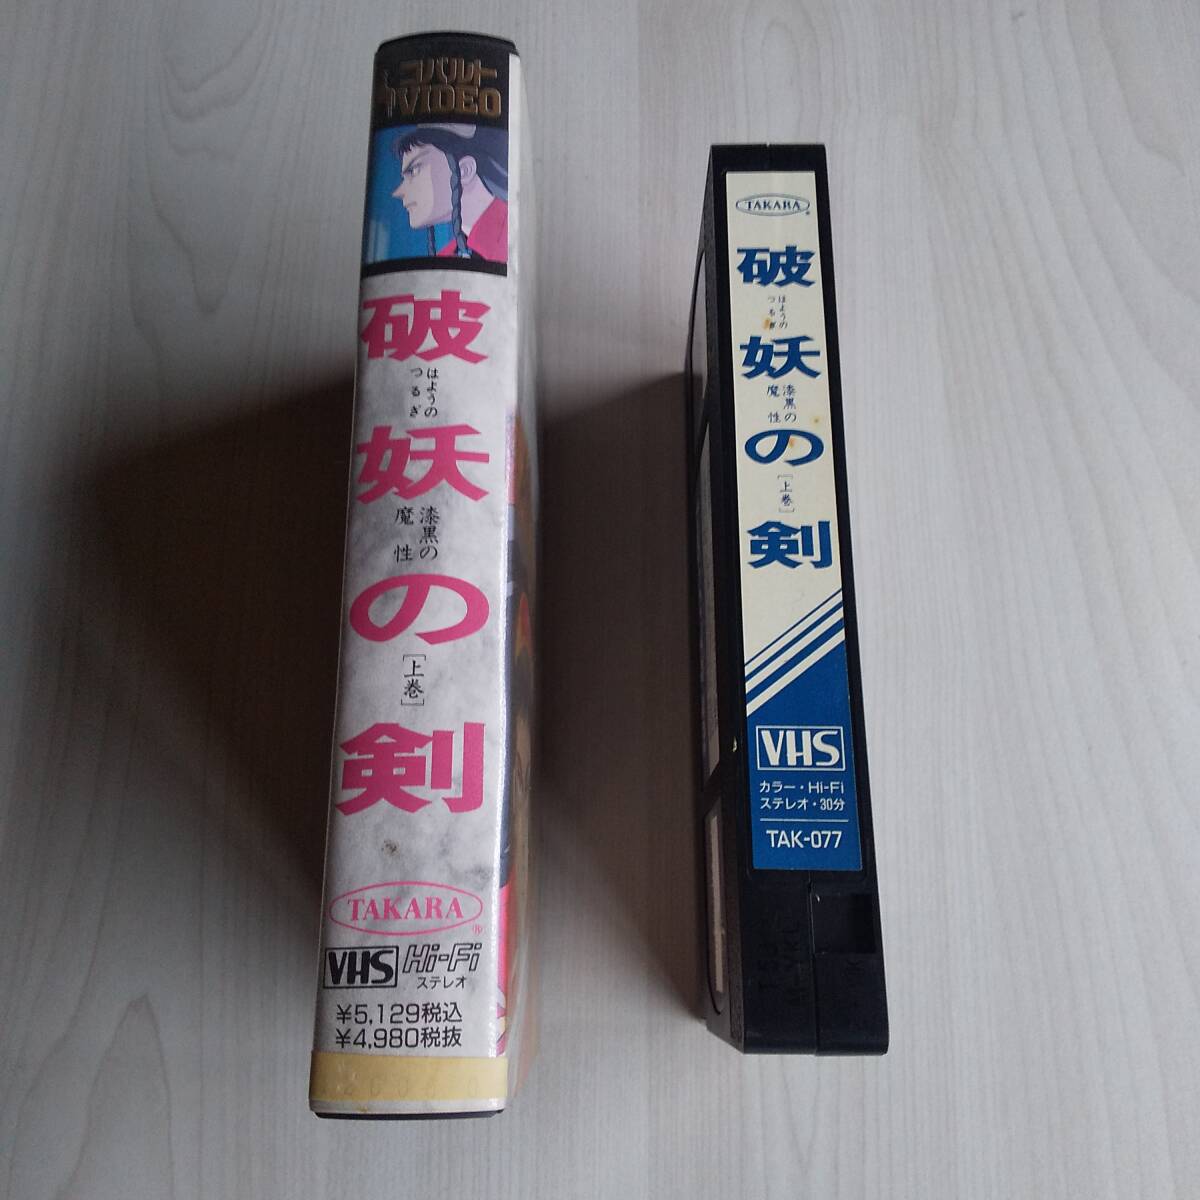 コバルト
VIDEO
破妖の剣
はようの
つるぎ
漆黒の
魔性
[上巻]
TAKARA
®
VHS Hi-Fi
ステレオ
¥5,129税込
¥4,980税抜
TAKARA
®
破妖の剣
はようの
つるぎ
漆黒の
魔性
[上巻]
VHS
カラー・Hi-Fi
ステレオ・30分
TAK-077